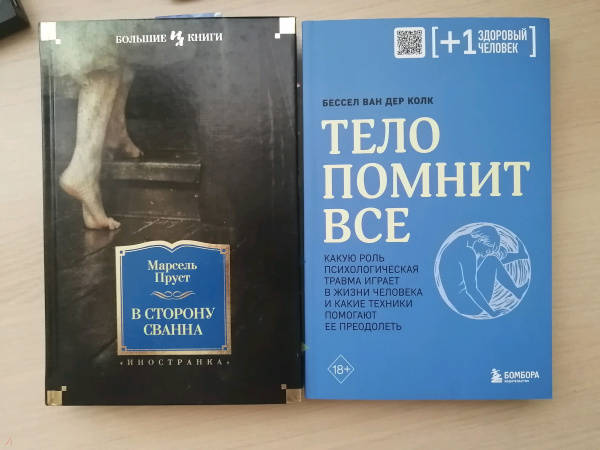 БОЛЬШИЕ КНИГИ
Марсель
Пруст
В СТОРОНУ
СВАННА
«ИНОСТРАНКА»
[+1 ЗДОРОВЫЙ
ЧЕЛОВЕК]
БЕССЕЛ ВАН ДЕР КОЛК
ТЕЛО
ПОМНИТ
ВСЕ
КАКУЮ РОЛЬ
ПСИХОЛОГИЧЕСКАЯ
ТРАВМА ИГРАЕТ
В ЖИЗНИ ЧЕЛОВЕКА
И КАКИЕ ТЕХНИКИ
ПОМОГАЮТ
ЕЕ ПРЕОДОЛЕТЬ
18+
БОМБОРА
ИЗДАТЕЛЬСТВО